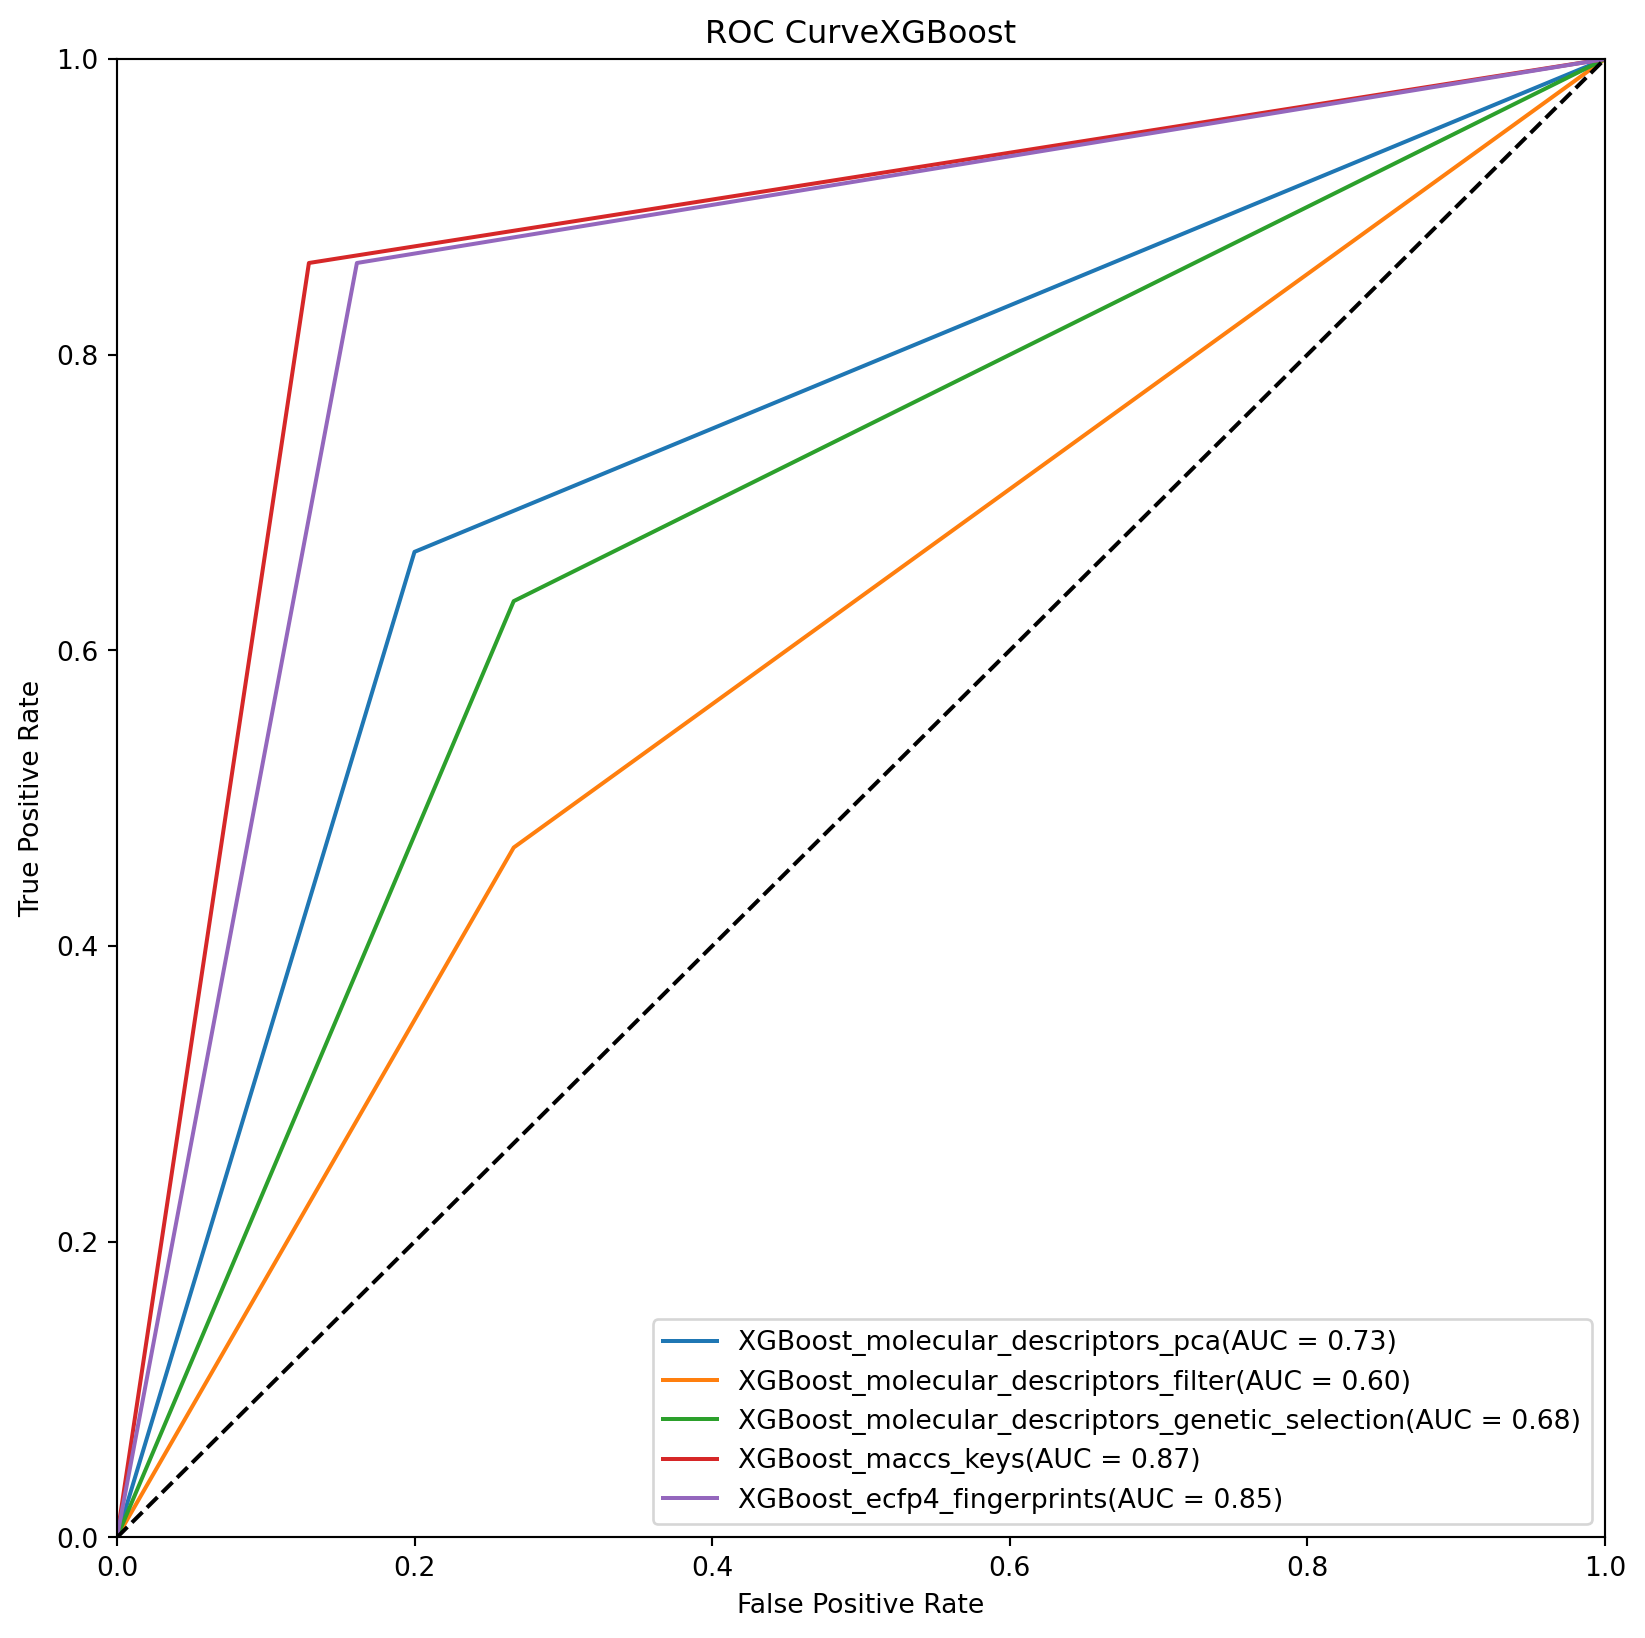 ROC CurveXGBoost
1.0
0.8
0.6
0.4
0.2
0.0
True Positive Rate
XGBoost_molecular_descriptors_pca(AUC = 0.73)
XGBoost_molecular_descriptors_filter(AUC = 0.60)
XGBoost_molecular_descriptors_genetic_selection(AUC = 0.68)
XGBoost_maccs_keys(AUC = 0.87)
XGBoost_ecfp4_fingerprints(AUC = 0.85)
0.0 0.2 0.4 0.6 0.8 1.0
False Positive Rate